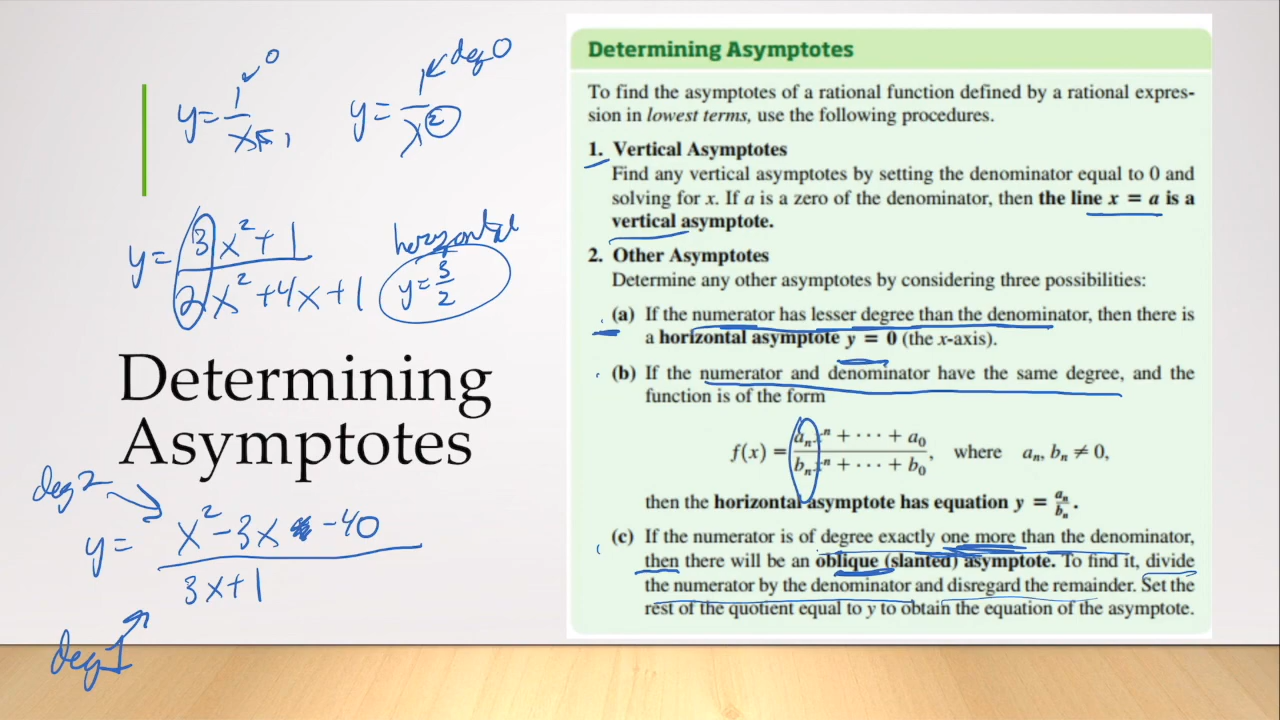 y = 1/x ← 1
0
y = 1/x²
← deg 0
y = 3x² + 1 / 2x² + 4x + 1
horizontal
y = 3/2
Determining
Asymptotes
deg 2
y = x² - 3x - 40 / 3x + 1
deg 1
Determining Asymptotes
To find the asymptotes of a rational function defined by a rational expres-
sion in lowest terms, use the following procedures.
1. Vertical Asymptotes
Find any vertical asymptotes by setting the denominator equal to 0 and
solving for x. If a is a zero of the denominator, then the line x = a is a
vertical asymptote.
2. Other Asymptotes
Determine any other asymptotes by considering three possibilities:
(a) If the numerator has lesser degree than the denominator, then there is
a horizontal asymptote y = 0 (the x-axis).
(b) If the numerator and denominator have the same degree, and the
function is of the form
f(x) = aₙxⁿ + · · · + a₀ / bₙxⁿ + · · · + b₀, where aₙ, bₙ ≠ 0,
then the horizontal asymptote has equation y = aₙ/bₙ.
(c) If the numerator is of degree exactly one more than the denominator,
then there will be an oblique (slanted) asymptote. To find it, divide
the numerator by the denominator and disregard the remainder. Set the
rest of the quotient equal to y to obtain the equation of the asymptote.